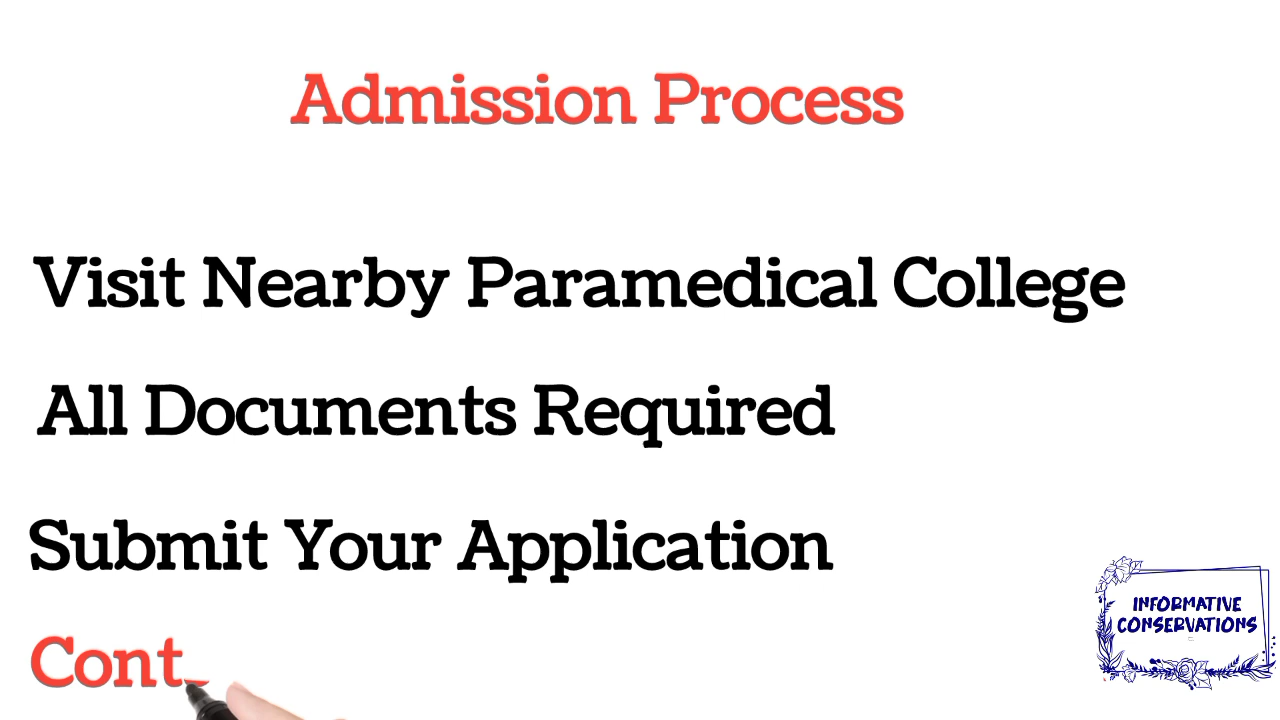 Admission Process
Visit Nearby Paramedical College
All Documents Required
Submit Your Application
Cont
INFORMATIVE
CONSERVATIONS